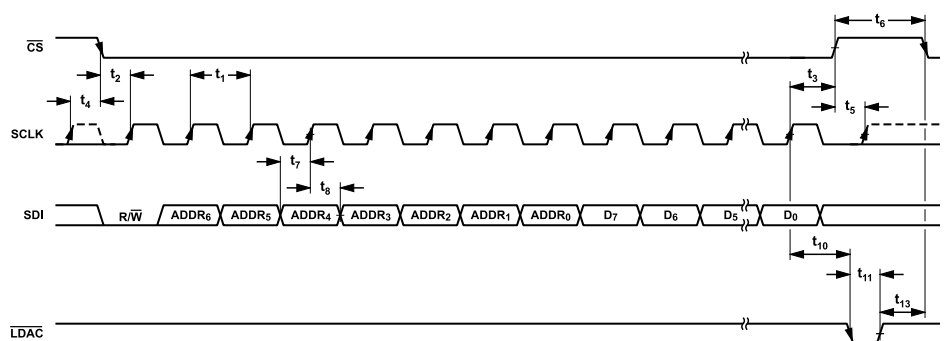 t6
CS
t2
t1
t3
t4
t5
SCLK
t7
t8
SDI
R/W
ADDR6
ADDR5
ADDR4
ADDR3
ADDR2
ADDR1
ADDR0
D7
D6
D5
D0
t10
t11
t13
LDAC